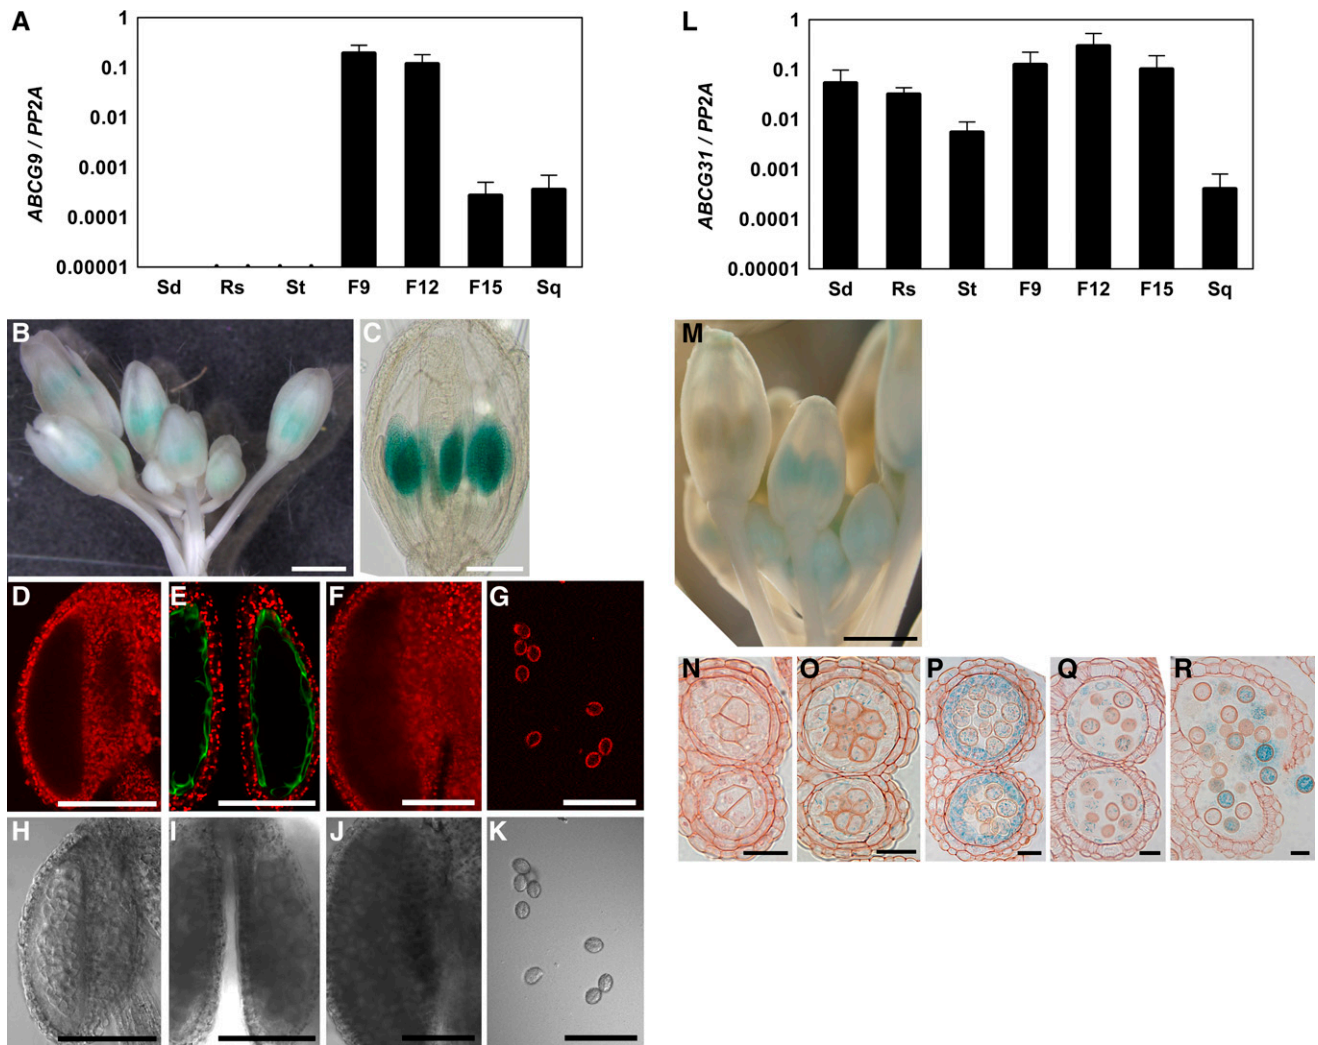 A
ABCG9 / PP2A
1
0.1
0.01
0.001
0.0001
0.00001
Sd Rs St F9 F12 F15 Sq
L
ABCG31 / PP2A
1
0.1
0.01
0.001
0.0001
0.00001
Sd Rs St F9 F12 F15 Sq
B
C
M
D
E
F
G
N
O
P
Q
R
H
I
J
K